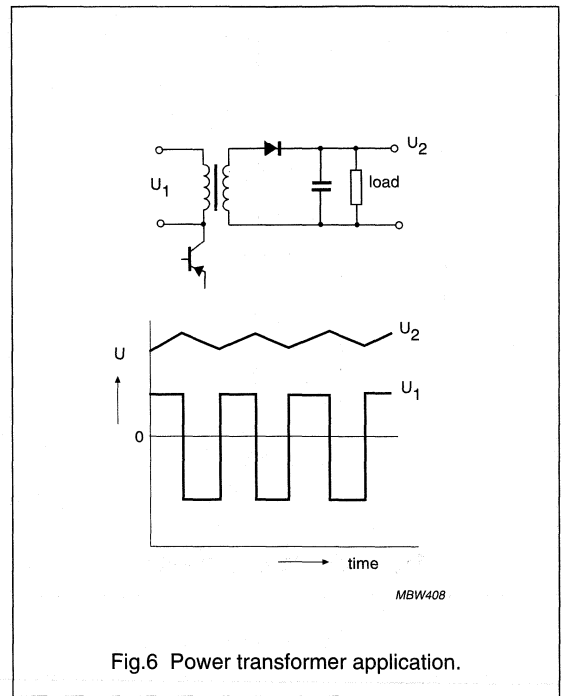 U2
U1
load
U2
U
U1
0
time
MBW408
Fig.6 Power transformer application.